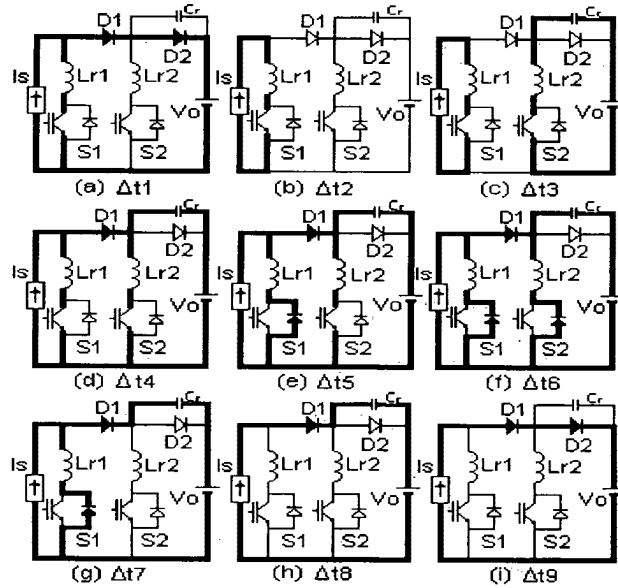 D1 Cr D1 Cr D1 Cr
Is Lr1 Lr2 D2 Is Lr1 Lr2 D2 Is Lr1 Lr2 D2
Vo Vo Vo
S1 S2 S1 S2 S1 S2
(a) Δt1 (b) Δt2 (c) Δt3
D1 Cr D1 Cr D1 Cr
Is Lr1 Lr2 D2 Is Lr1 Lr2 D2 Is Lr1 Lr2 D2
Vo Vo Vo
S1 S2 S1 S2 S1 S2
(d) Δt4 (e) Δt5 (f) Δt6
D1 Cr D1 Cr D1 Cr
Is Lr1 Lr2 D2 Is Lr1 Lr2 D2 Is Lr1 Lr2 D2
Vo Vo Vo
S1 S2 S1 S2 S1 S2
(g) Δt7 (h) Δt8 (i) Δt9